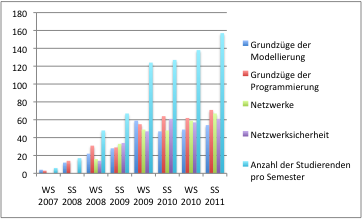 180
160
140
120
100
80
60
40
20
0
WS 2007
SS 2008
WS 2008
SS 2009
WS 2009
SS 2010
WS 2010
SS 2011
Grundzüge der
Modellierung
Grundzüge der
Programmierung
Netzwerke
Netzwerksicherheit
Anzahl der Studierenden
pro Semester